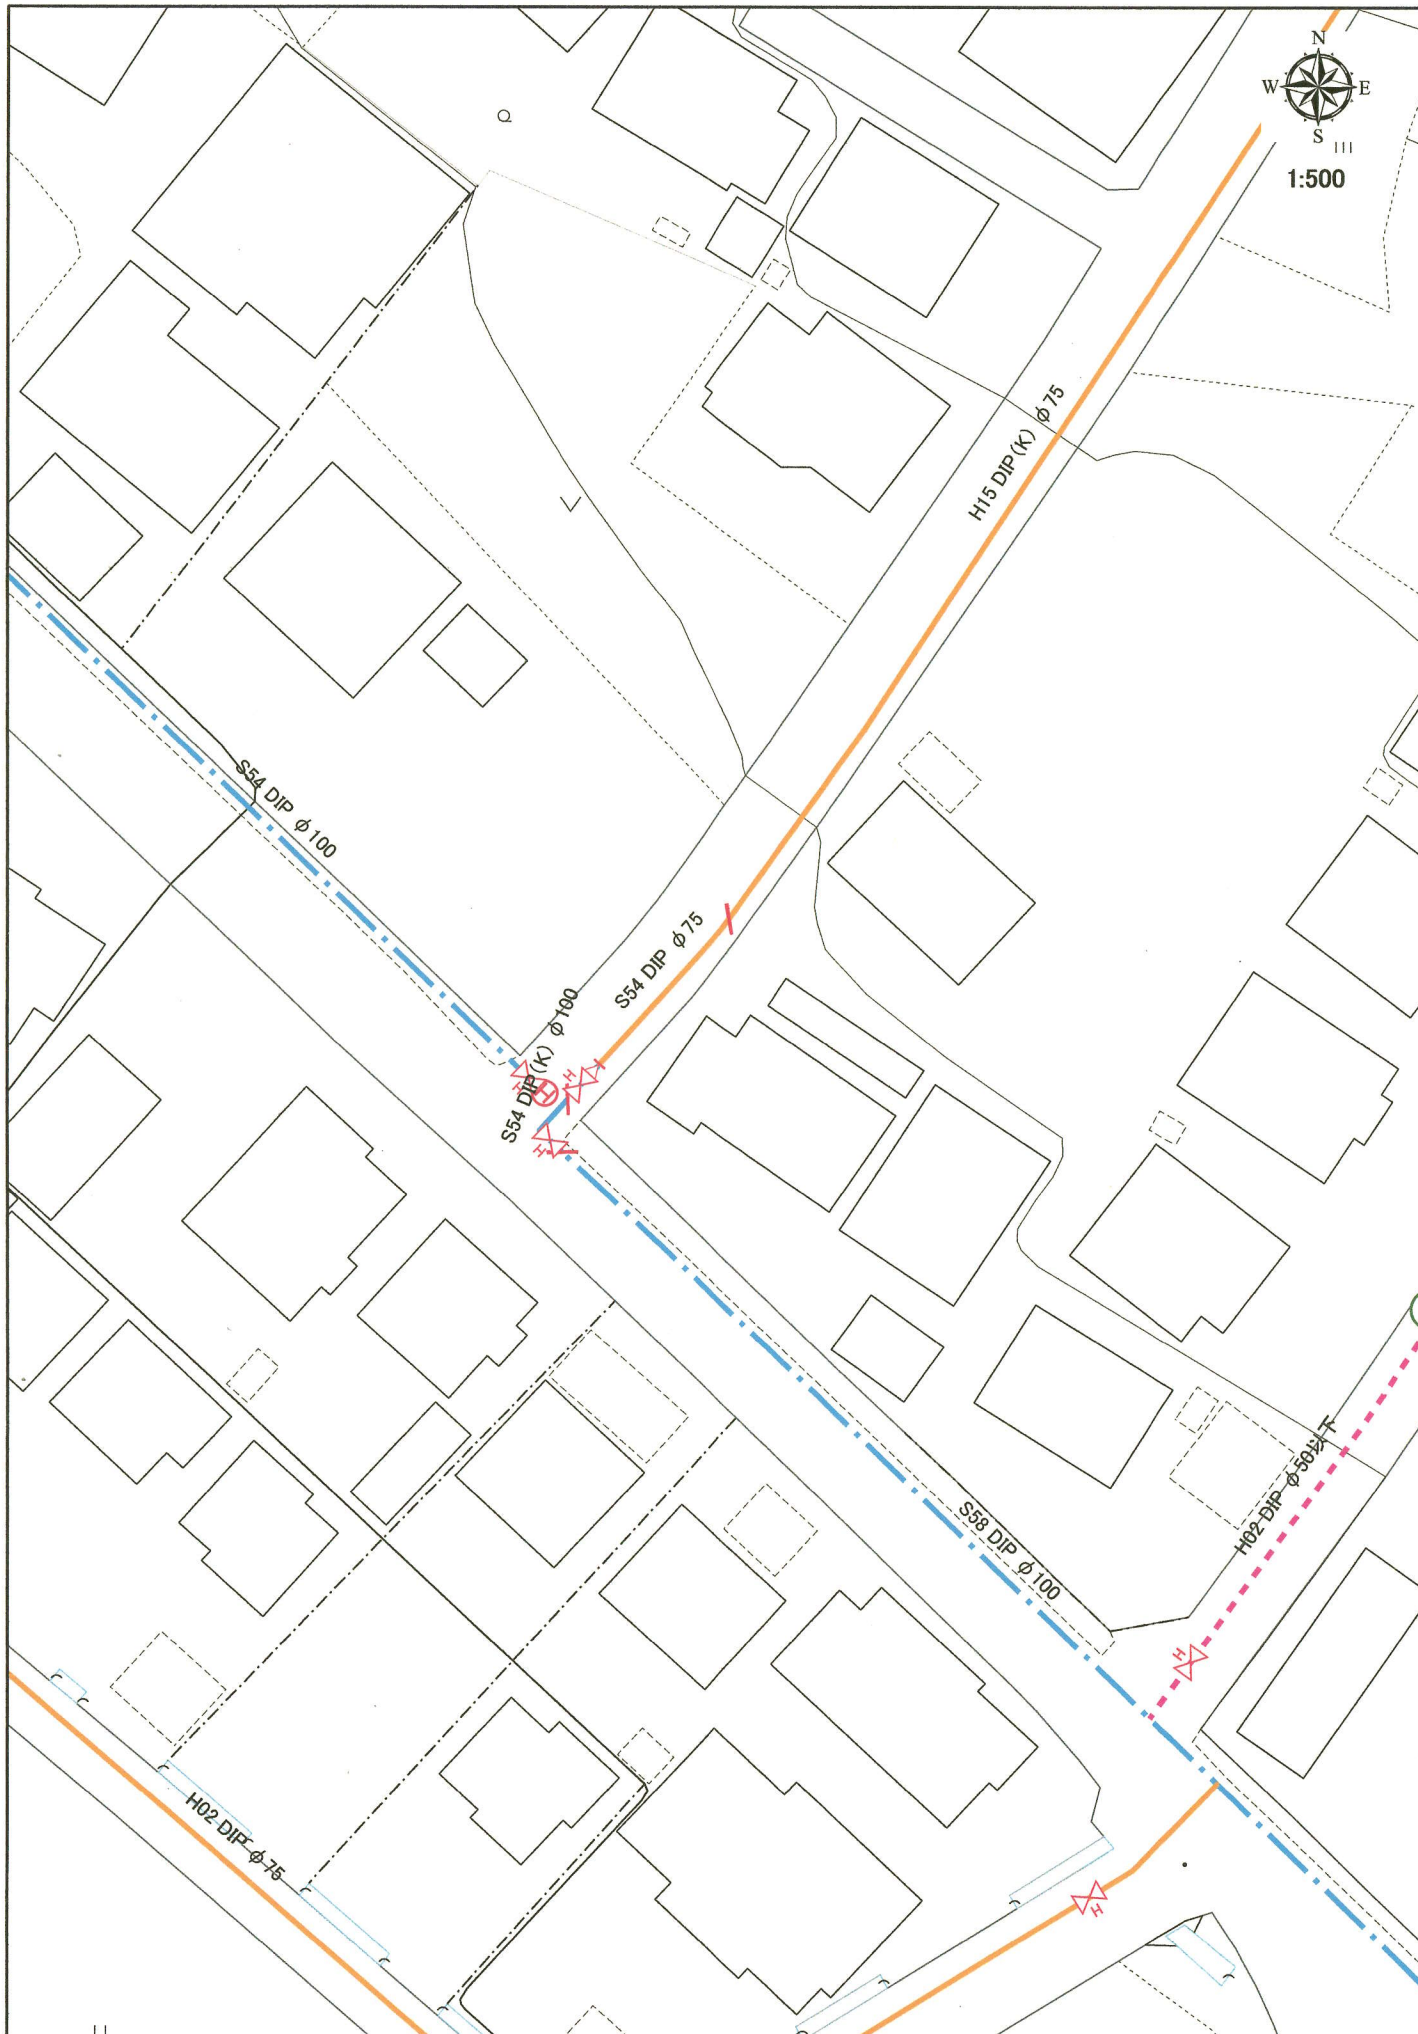 N
W
E
S
1:500
H15 DIP(K) φ75
S54 DIP φ100
S54 DIP φ75
S54 DIP(K) φ100
H
H
H
H
S58 DIP φ100
H02 DIP φ50以下
H
H02 DIP φ75
H